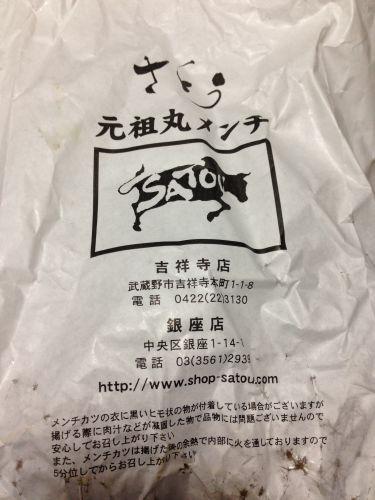 さとう
元祖丸メンチ
SATOU
吉祥寺店
武蔵野市吉祥寺本町1-1-8
電話 0422(22)3130
銀座店
中央区銀座1-14-1
電話 03(3561)2939
http://www.shop-satou.com
メンチカツの衣に黒いヒモ状の物が付着している場合がございますが
揚げる際に肉汁などが凝固した物で品物には問題ございませんので
安心してお召し上がり下さい
また、メンチカツは揚げた後の余熱で内部に火を通しておりますので
5分位してからお召し上がり下さい